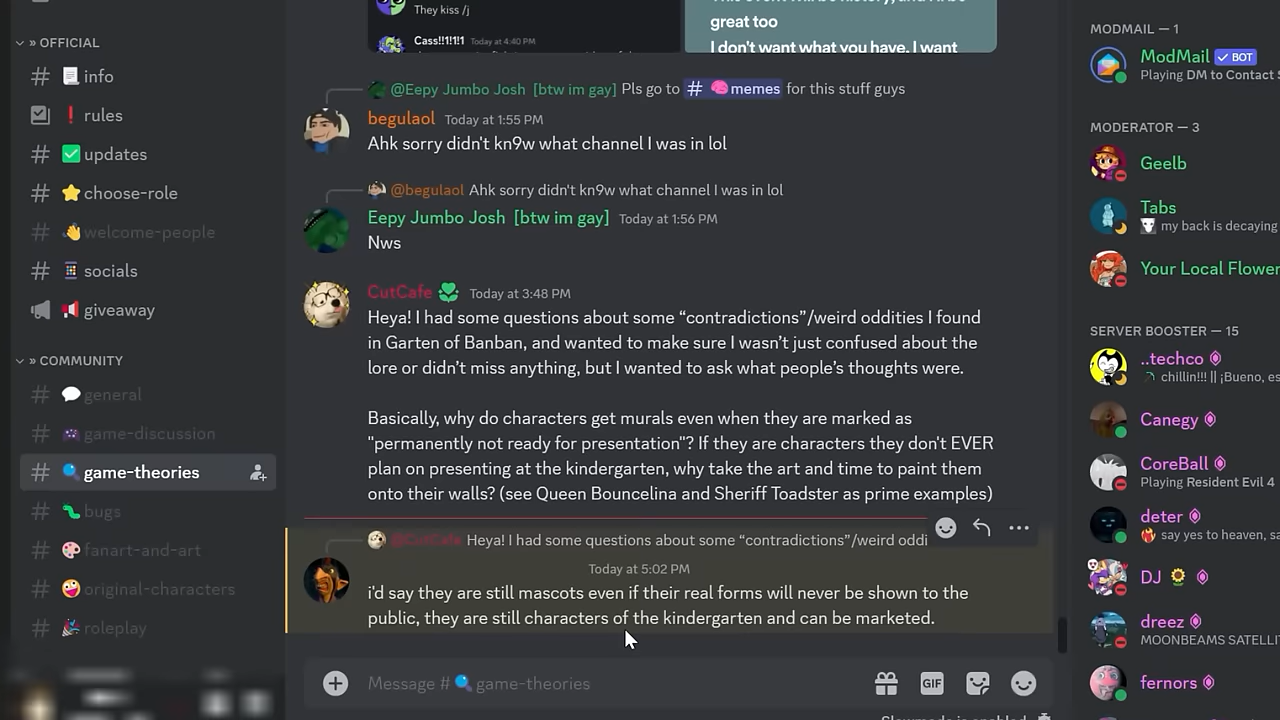 » OFFICIAL
info
rules
updates
choose-role
welcome-people
socials
giveaway
» COMMUNITY
general
game-discussion
game-theories
bugs
fanart-and-art
original-characters
roleplay
They kiss /j
Cass!!1!1!1 Today at 4:40 PM
great too
I don't want what you have. I want
@Eepy Jumbo Josh [btw im gay] Pls go to # 🧠memes for this stuff guys
begulaol Today at 1:55 PM
Ahk sorry didn't kn9w what channel I was in lol
@begulaol Ahk sorry didn't kn9w what channel I was in lol
Eepy Jumbo Josh [btw im gay] Today at 1:56 PM
Nws
CutCafe Today at 3:48 PM
Heya! I had some questions about some “contradictions”/weird oddities I found
in Garten of Banban, and wanted to make sure I wasn’t just confused about the
lore or didn’t miss anything, but I wanted to ask what people’s thoughts were.
Basically, why do characters get murals even when they are marked as
"permanently not ready for presentation"? If they are characters they don’t EVER
plan on presenting at the kindergarten, why take the art and time to paint them
onto their walls? (see Queen Bouncelina and Sheriff Toadster as prime examples)
@CutCafe Heya! I had some questions about some “contradictions”/weird oddi
Today at 5:02 PM
i'd say they are still mascots even if their real forms will never be shown to the
public, they are still characters of the kindergarten and can be marketed.
Message # 🔍game-theories
GIF
Slowmode is enabled
MODMAIL — 1
ModMail ✓ BOT
Playing DM to Contact
MODERATOR — 3
Geelb
Tabs
my back is decaying
Your Local Flower
SERVER BOOSTER — 15
..techco
chillin!!! || ¡Bueno, es
Canegy
CoreBall
Playing Resident Evil 4
deter
say yes to heaven, sa
DJ 🌻
dreez
MOONBEAMS SATELLIT
fernors